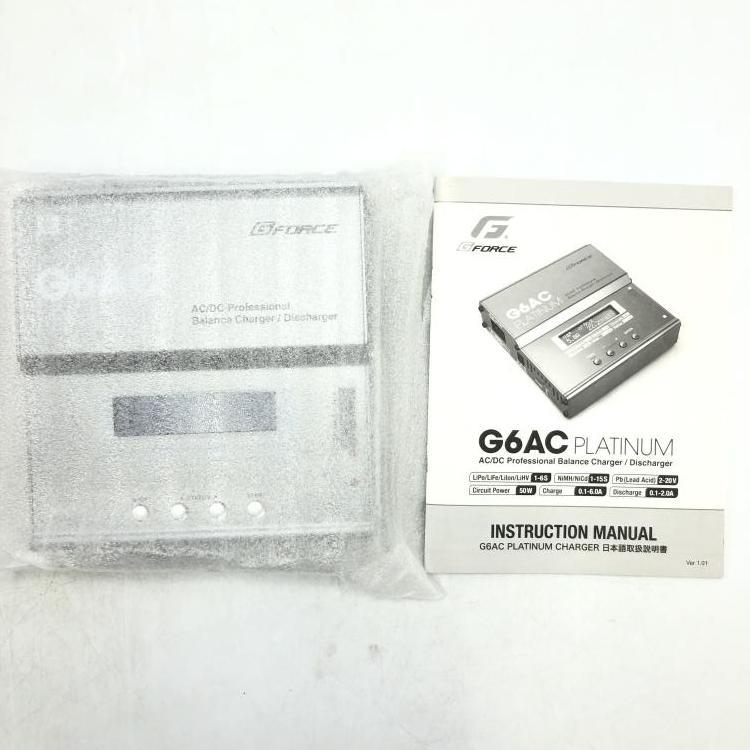 G FORCE
G6AC
AC/DC Professional
Balance Charger / Discharger
STATUS
G FORCE
G FORCE
G6AC
PLATINUM
G6AC PLATINUM
AC/DC Professional Balance Charger / Discharger
LiPo/LiFe/LiIon/LiHV 1-6S NiMH/NiCd 1-15S Pb(Lead Acid) 2-20V
Circuit Power 50W Charge 0.1-6.0A Discharge 0.1-2.0A
INSTRUCTION MANUAL
G6AC PLATINUM CHARGER 日本語取扱説明書
Ver 1.01